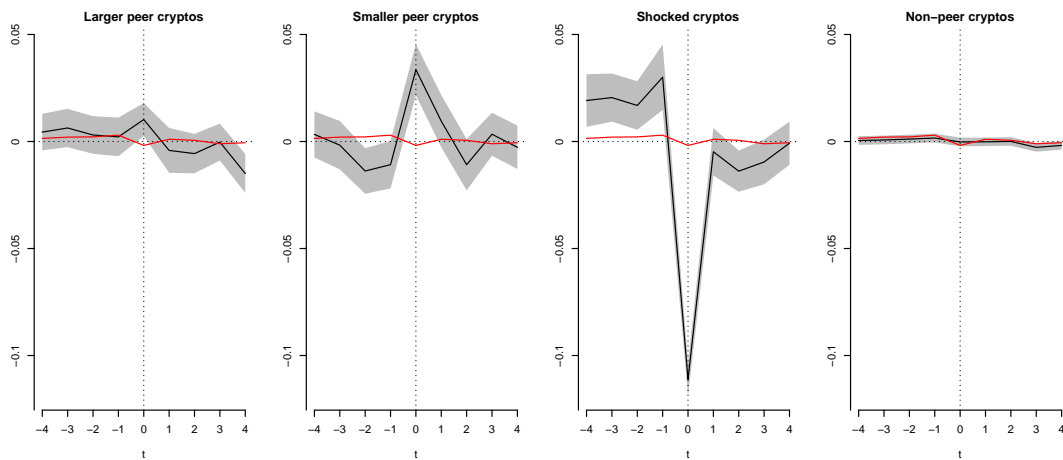 Larger peer cryptos
0.05
0
−0.05
−0.1
−4 −3 −2 −1 0 1 2 3 4
t
Smaller peer cryptos
0.05
0
−0.05
−0.1
−4 −3 −2 −1 0 1 2 3 4
t
Shocked cryptos
0.05
0
−0.05
−0.1
−4 −3 −2 −1 0 1 2 3 4
t
Non−peer cryptos
0.05
0
−0.05
−0.1
−4 −3 −2 −1 0 1 2 3 4
t